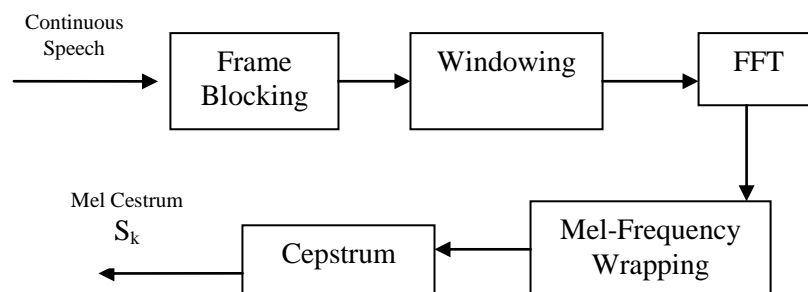 Continuous
Speech
Frame
Blocking
Windowing
FFT
Mel Cestrum
Sk
Cepstrum
Mel-Frequency
Wrapping